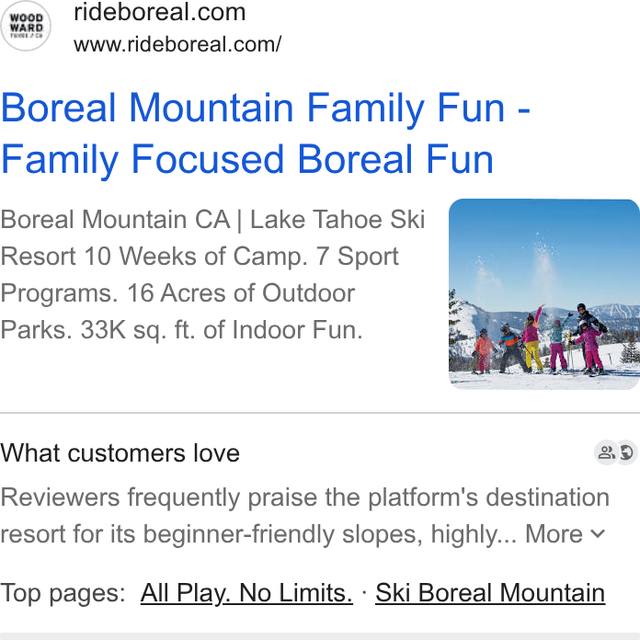 WOOD
WARD
rideboreal.com
www.rideboreal.com/
Boreal Mountain Family Fun -
Family Focused Boreal Fun
Boreal Mountain CA | Lake Tahoe Ski
Resort 10 Weeks of Camp. 7 Sport
Programs. 16 Acres of Outdoor
Parks. 33K sq. ft. of Indoor Fun.
What customers love
Reviewers frequently praise the platform's destination
resort for its beginner-friendly slopes, highly... More
Top pages: All Play. No Limits. · Ski Boreal Mountain